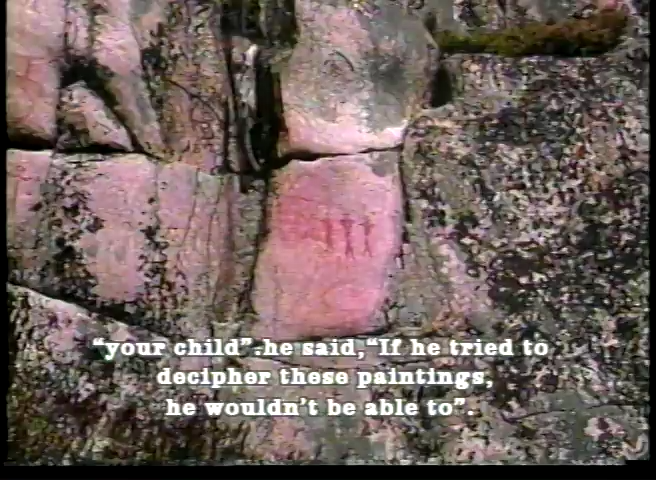 “your child”.he said,“If he tried to
decipher these paintings,
he wouldn't be able to”.